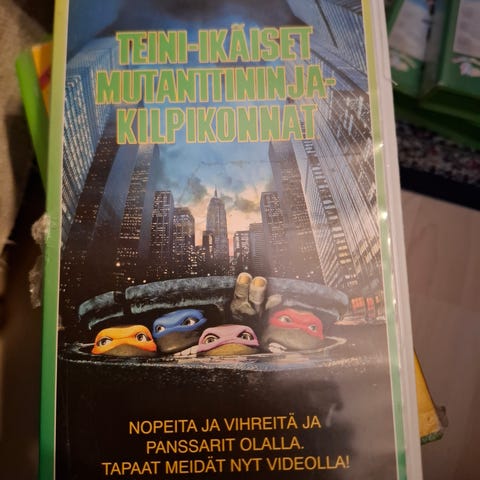 TEINI-IKÄISET
MUTANTTININJA-
KILPIKONNAT
NOPEITA JA VIHREITÄ JA
PANSSARIT OLALLA.
TAPAAT MEIDÄT NYT VIDEOLLA!